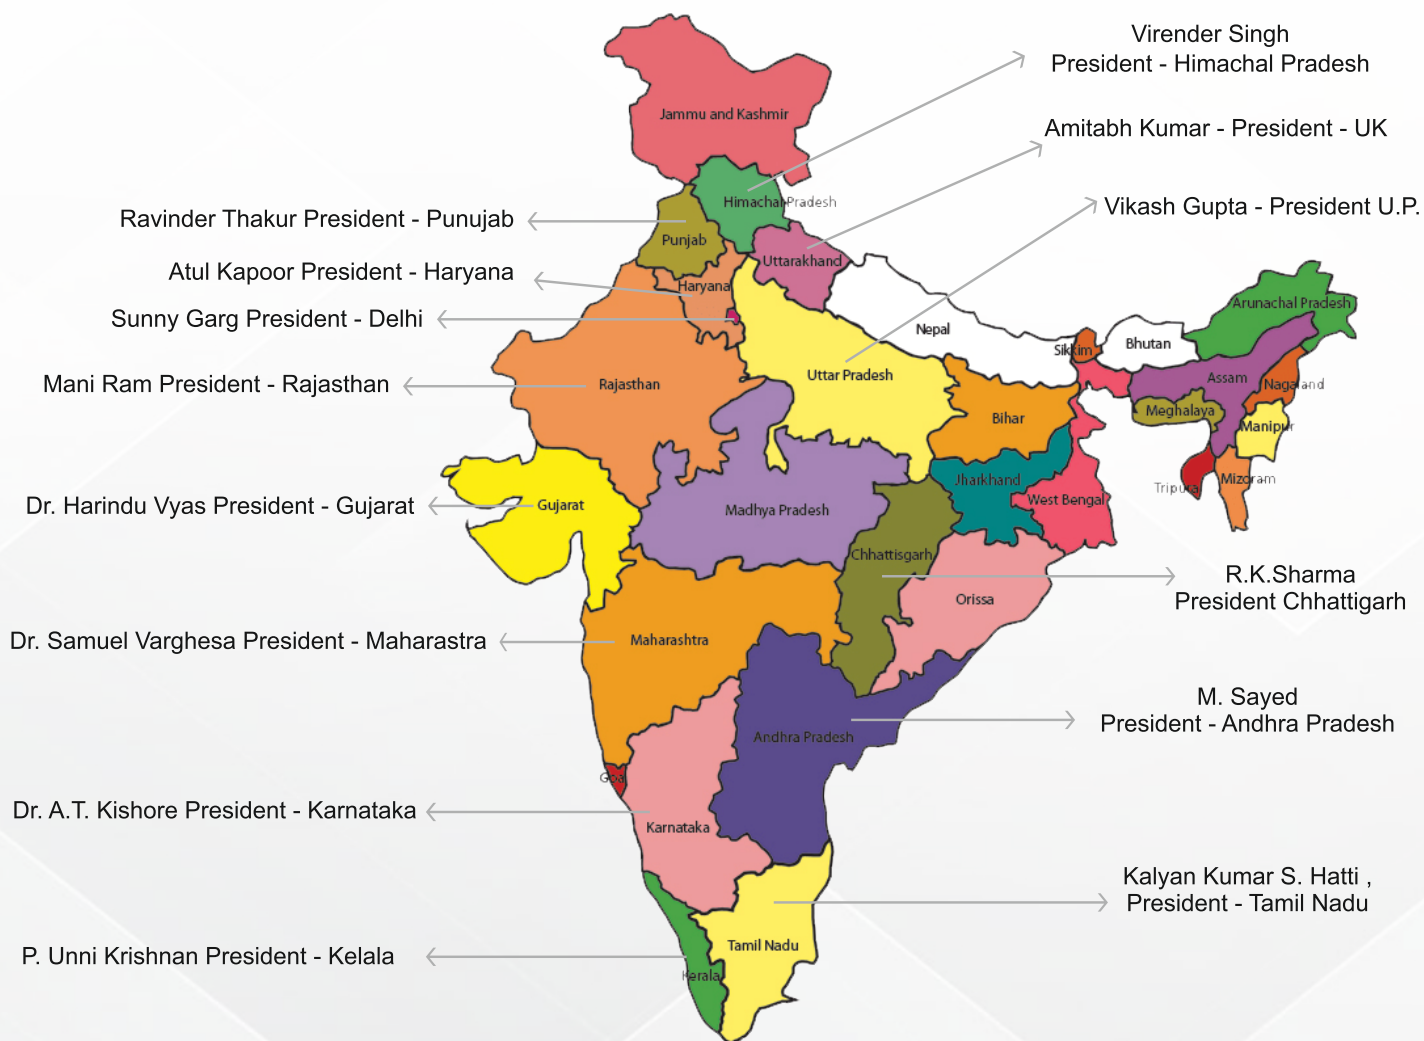 Virender Singh
President - Himachal Pradesh
Jammu and Kashmir
Amitabh Kumar - President - UK
Himachal Pradesh
Vikash Gupta - President U.P.
Ravinder Thakur President - Punujab
Punjab
Uttarakhand
Atul Kapoor President - Haryana
Haryana
Arunachal Pradesh
Sunny Garg President - Delhi
Nepal
Bhutan
Sikkim
Mani Ram President - Rajasthan
Rajasthan
Uttar Pradesh
Assam
Nagaland
Meghalaya
Bihar
Manipur
Jharkhand
Mizoram
Tripura
West Bengal
Dr. Harindu Vyas President - Gujarat
Gujarat
Madhya Pradesh
Chhattisgarh
R.K.Sharma
President Chhattigarh
Orissa
Dr. Samuel Varghesa President - Maharastra
Maharashtra
M. Sayed
President - Andhra Pradesh
Andhra Pradesh
Goa
Dr. A.T. Kishore President - Karnataka
Karnataka
Kalyan Kumar S. Hatti ,
President - Tamil Nadu
Tamil Nadu
P. Unni Krishnan President - Kelala
Kerala